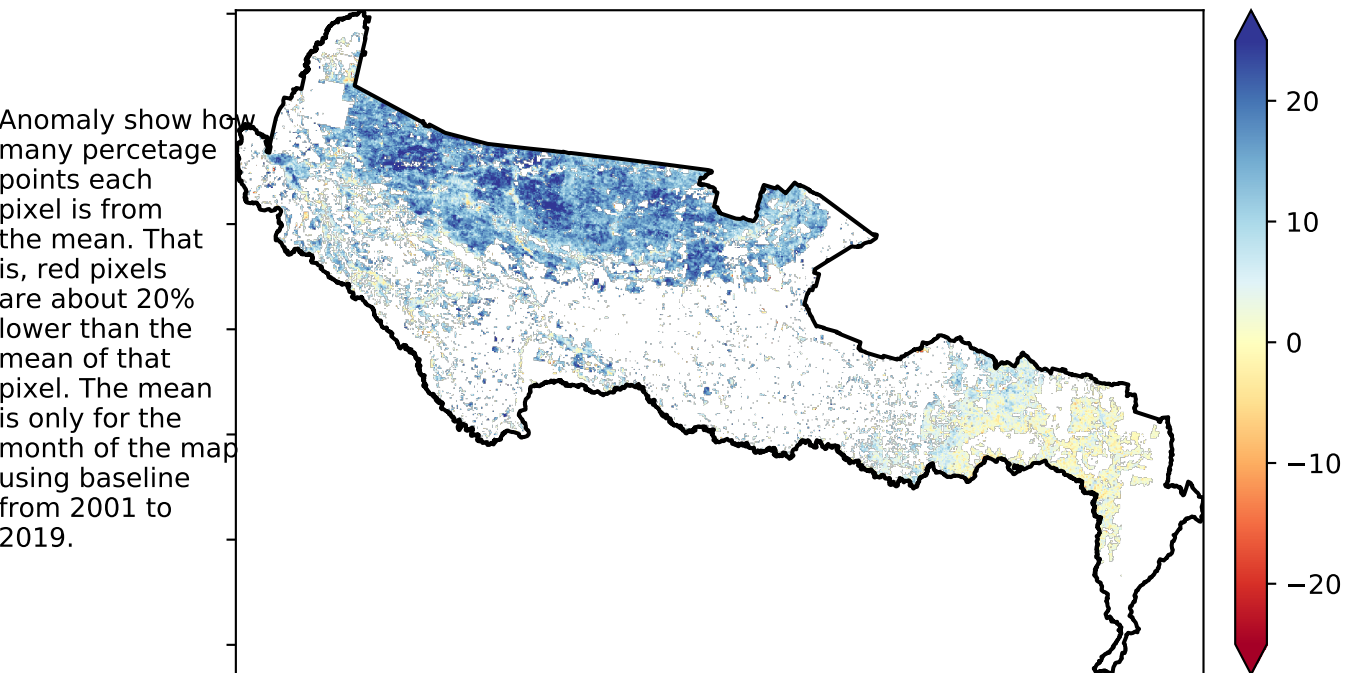 Anomaly show how
many percetage
points each
pixel is from
the mean. That
is, red pixels
are about 20%
lower than the
mean of that
pixel. The mean
is only for the
month of the map
using baseline
from 2001 to
2019.
20
10
0
−10
−20